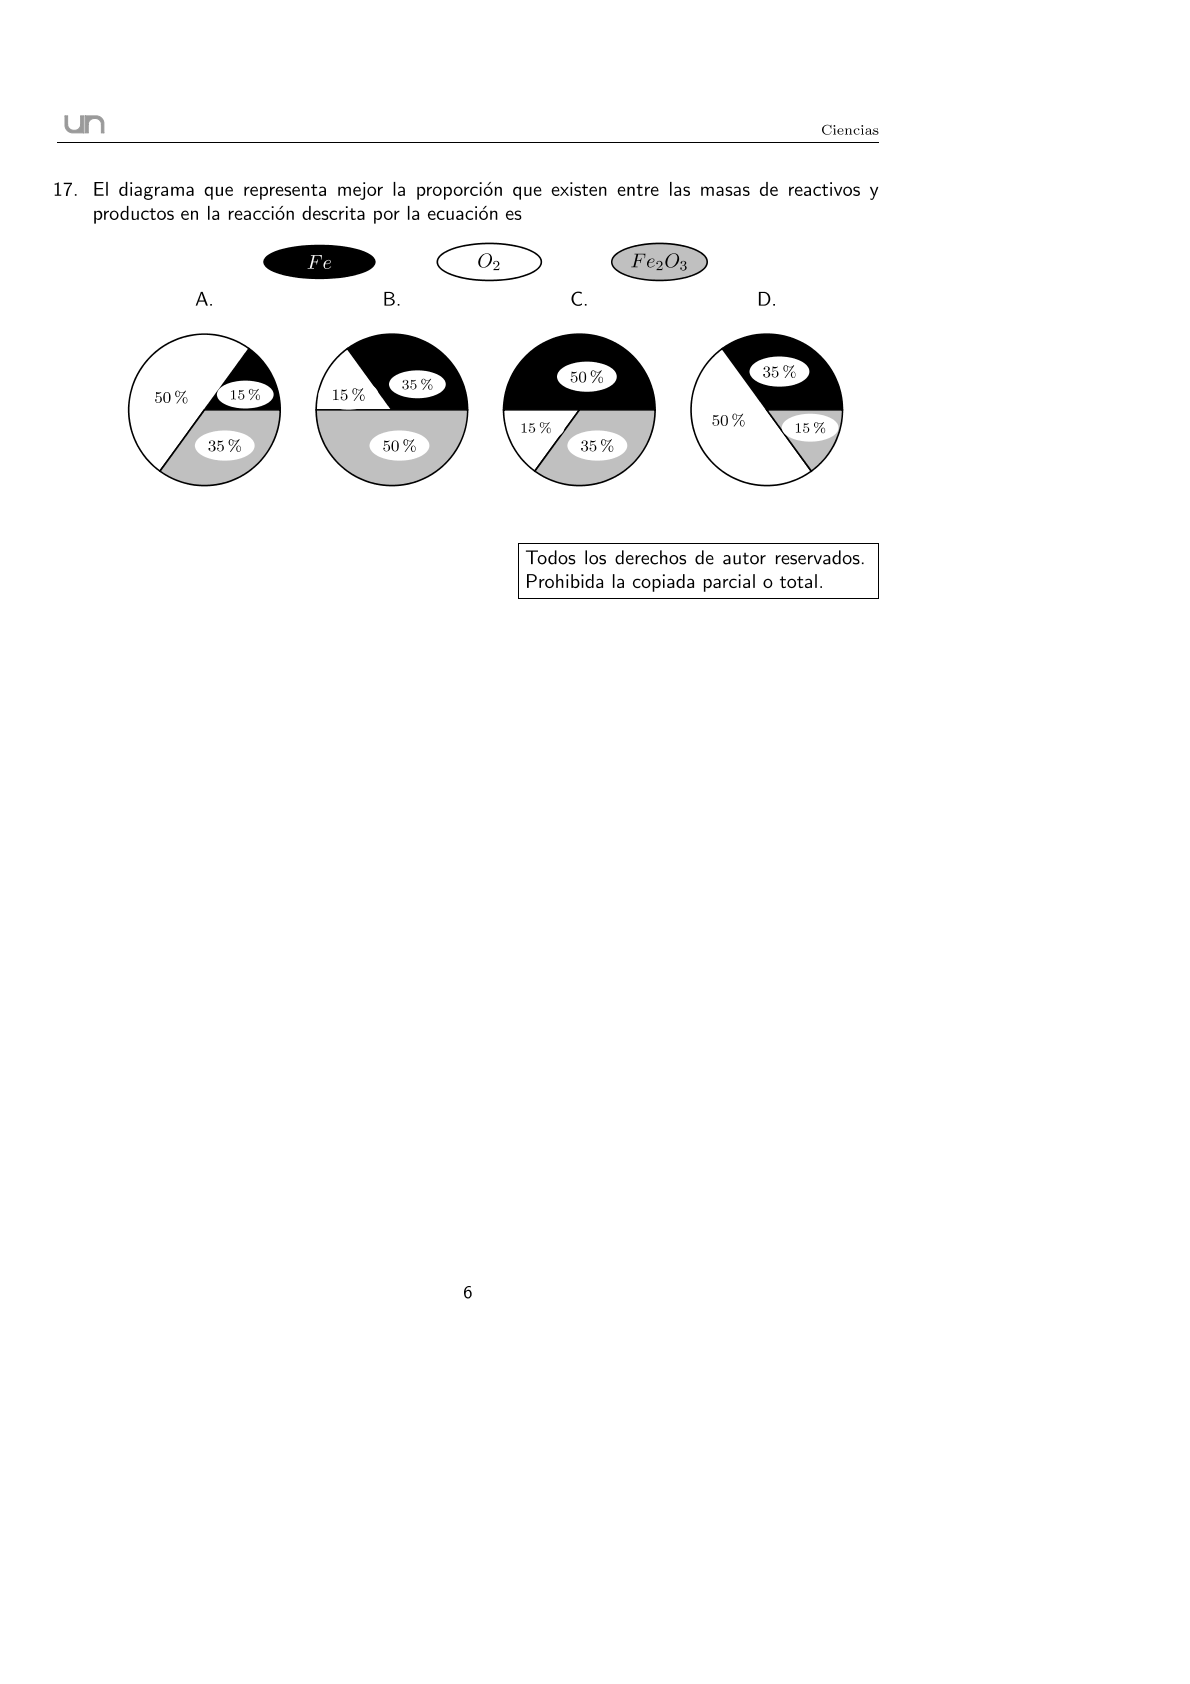 un
Ciencias
17. El diagrama que representa mejor la proporción que existen entre las masas de reactivos y
productos en la reacción descrita por la ecuación es
Fe O₂ Fe₂O₃
A. B. C. D.
50 % 15 % 35 %
15 % 35 % 50 %
50 % 15 % 35 %
35 % 50 % 15 %
Todos los derechos de autor reservados.
Prohibida la copiada parcial o total.
6